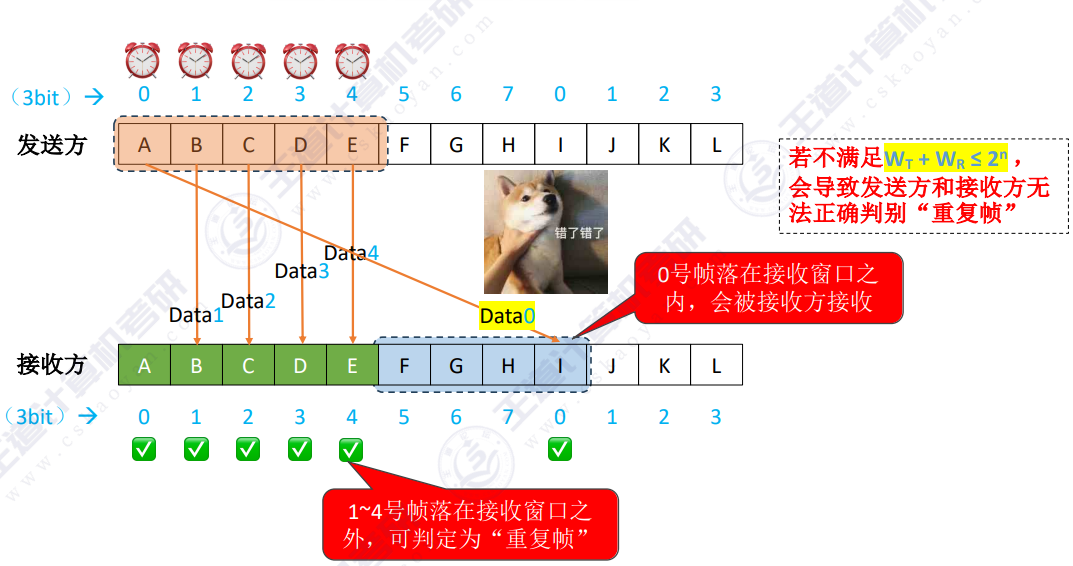 （3bit）→ 0 1 2 3 4 5 6 7 0 1 2 3
发送方 A B C D E F G H I J K L
若不满足WT + WR ≤ 2ⁿ，
会导致发送方和接收方无
法正确判别“重复帧”
错了错了
Data4
Data3
Data2
Data1
Data0
0号帧落在接收窗口之
内，会被接收方接收
接收方 A B C D E F G H I J K L
（3bit）→ 0 1 2 3 4 5 6 7 0 1 2 3
1~4号帧落在接收窗口之
外，可判定为“重复帧”
王道计算机考研
www.cskaoyan.com